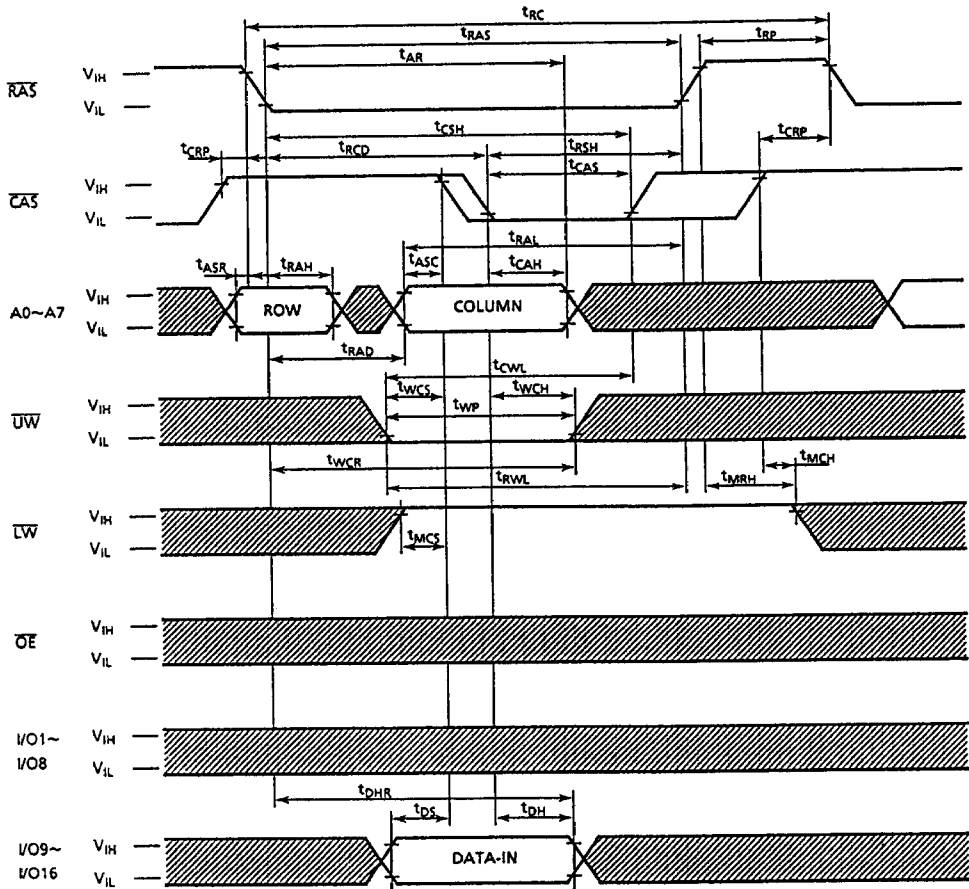 tRC
tRAS
tRP
tAR
RAS
VIH
VIL
tCSH
tCRP
tRCD
tRSH
tCRP
tCAS
CAS
VIH
VIL
tRAL
tASC
tASR
tRAH
tCAH
A0~A7
VIH
VIL
ROW
COLUMN
tRAD
tCWL
tWCS
tWCH
tWP
UW
VIH
VIL
tWCR
tRWL
tMRH
tMCH
LW
VIH
VIL
tMCS
OE
VIH
VIL
I/O1~
I/O8
VIH
VIL
tDHR
tDS
tDH
I/O9~
I/O16
VIH
VIL
DATA-IN